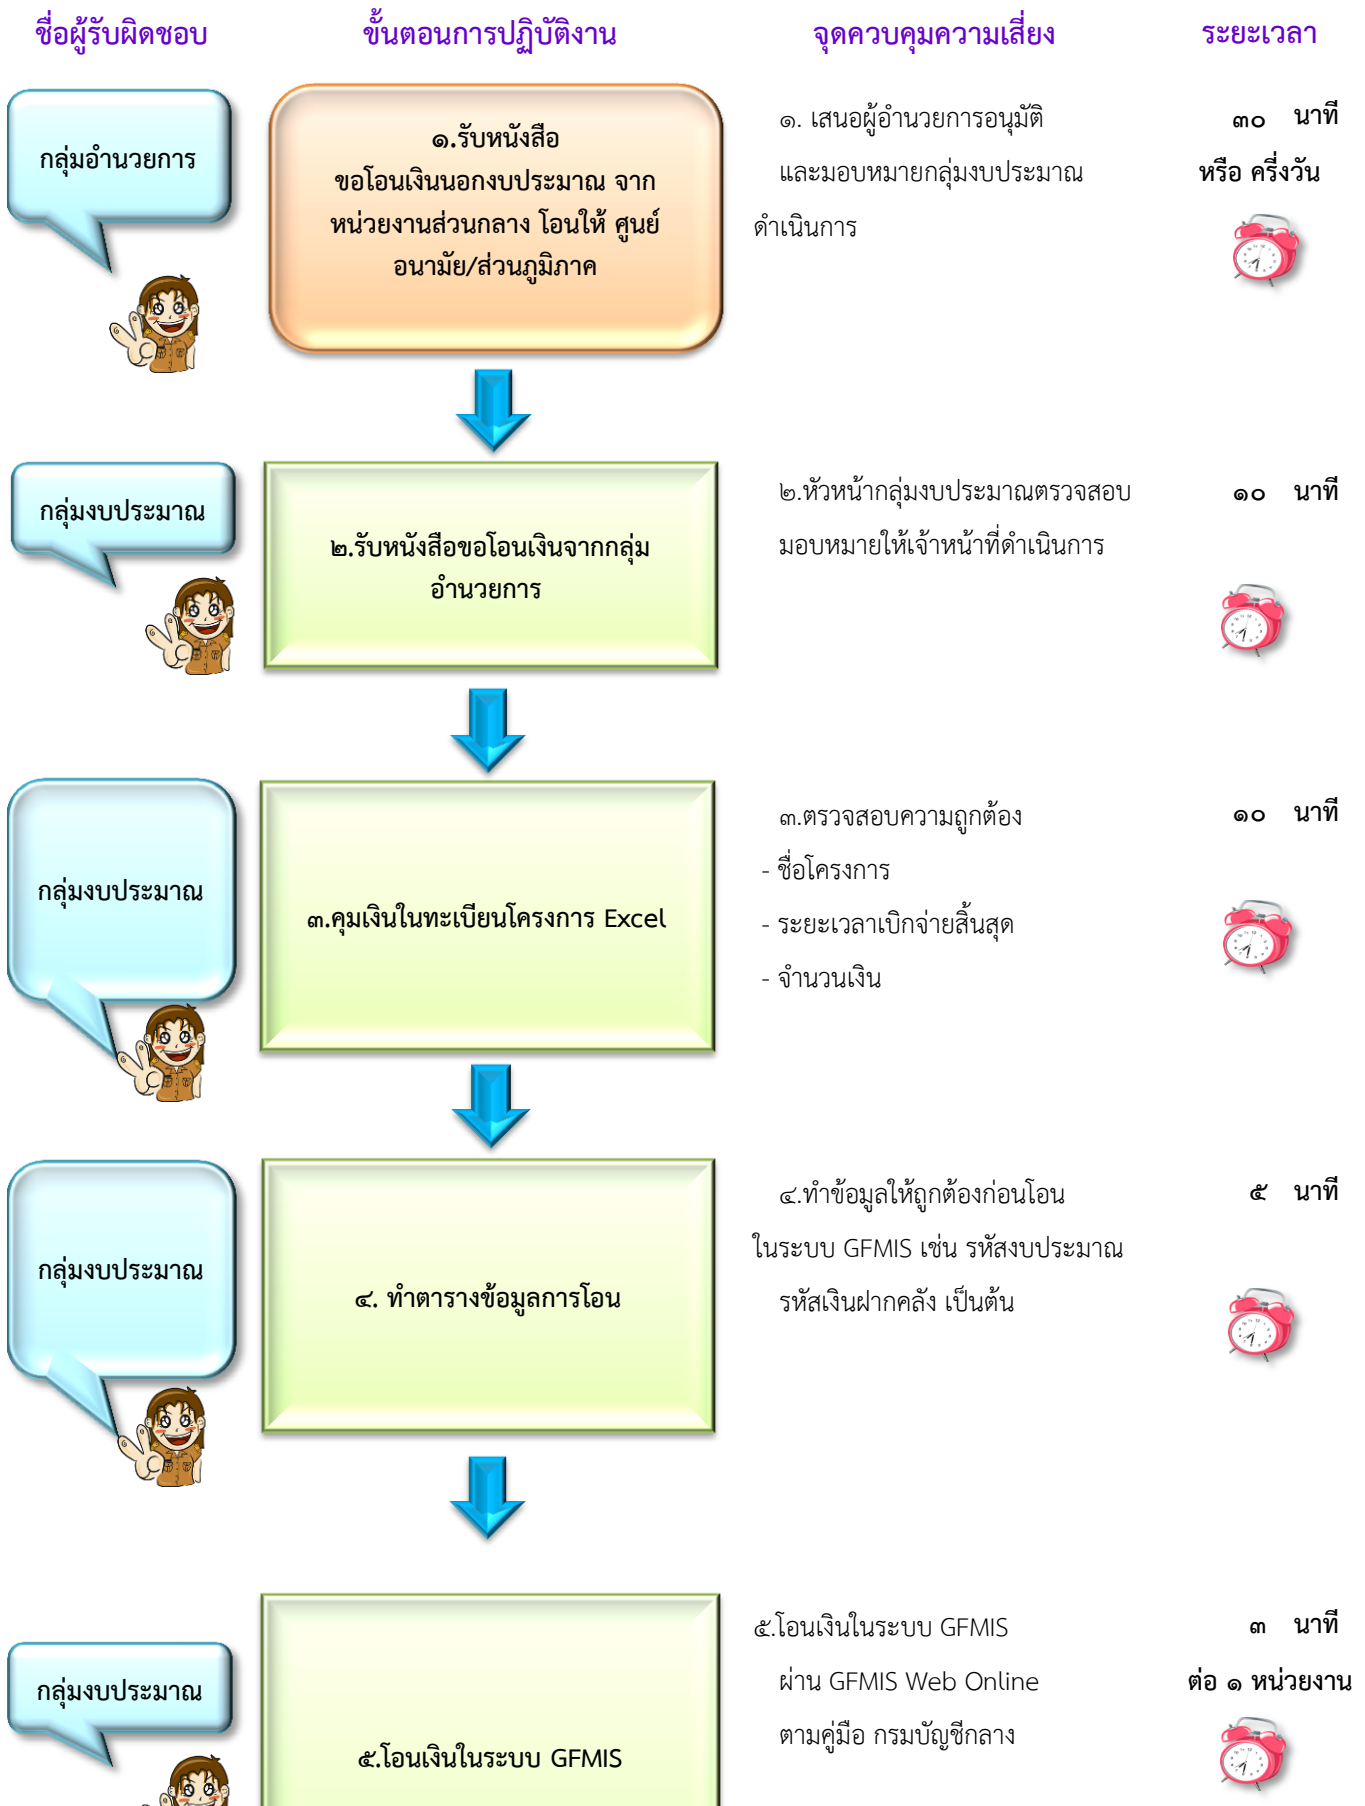 ชื่อผู้รับผิดชอบ ขั้นตอนการปฏิบัติงาน จุดควบคุมความเสี่ยง ระยะเวลา
กลุ่มอำนวยการ
๑.รับหนังสือ
ขอโอนเงินนอกงบประมาณ จาก
หน่วยงานส่วนกลาง โอนให้ ศูนย์
อนามัย/ส่วนภูมิภาค
๑. เสนอผู้อำนวยการอนุมัติ
และมอบหมายกลุ่มงบประมาณ
ดำเนินการ
๓๐ นาที
หรือ ครึ่งวัน
กลุ่มงบประมาณ
๒.รับหนังสือขอโอนเงินจากกลุ่ม
อำนวยการ
๒.หัวหน้ากลุ่มงบประมาณตรวจสอบ
มอบหมายให้เจ้าหน้าที่ดำเนินการ
๑๐ นาที
กลุ่มงบประมาณ
๓.คุมเงินในทะเบียนโครงการ Excel
๓.ตรวจสอบความถูกต้อง
- ชื่อโครงการ
- ระยะเวลาเบิกจ่ายสิ้นสุด
- จำนวนเงิน
๑๐ นาที
กลุ่มงบประมาณ
๔. ทำตารางข้อมูลการโอน
๔.ทำข้อมูลให้ถูกต้องก่อนโอน
ในระบบ GFMIS เช่น รหัสงบประมาณ
รหัสเงินฝากคลัง เป็นต้น
๕ นาที
กลุ่มงบประมาณ
๕.โอนเงินในระบบ GFMIS
๕.โอนเงินในระบบ GFMIS
ผ่าน GFMIS Web Online
ตามคู่มือ กรมบัญชีกลาง
๓ นาที
ต่อ ๑ หน่วยงาน